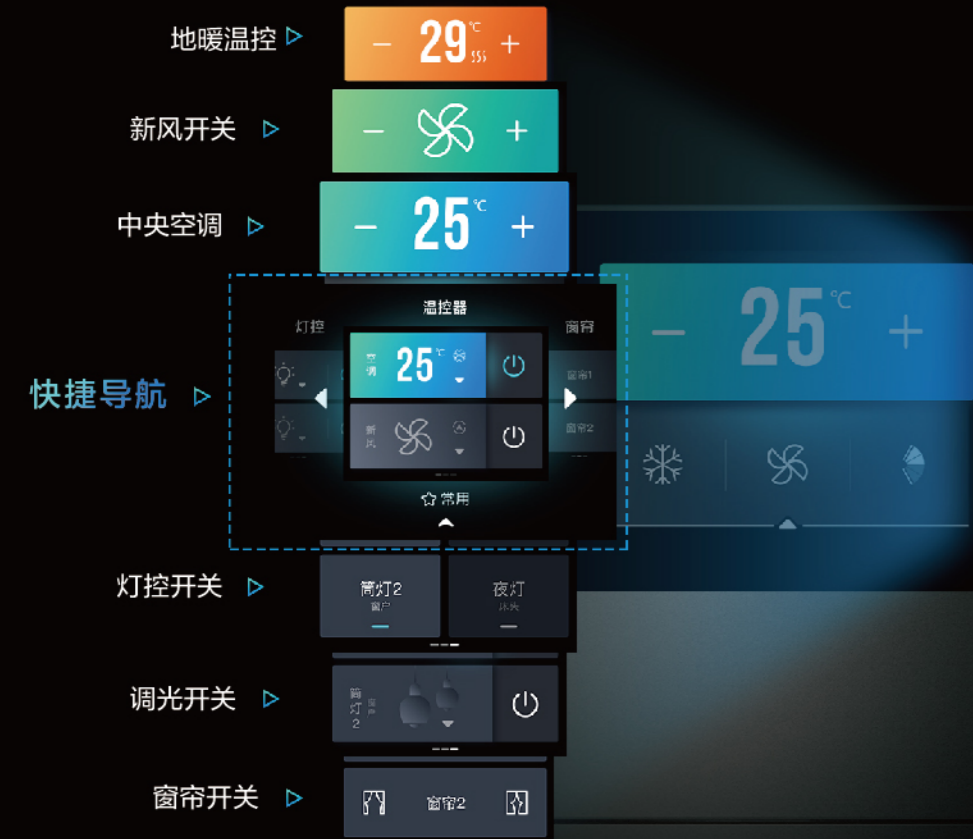 地暖温控
− 29℃ +
新风开关
− +
中央空调
− 25℃ +
快捷导航
温控器
灯控
窗帘
空调
25℃
新风
窗帘1
窗帘2
常用
− 25℃ +
灯控开关
筒灯2
窗户
夜灯
床头
调光开关
筒灯2
窗户
窗帘开关
窗帘2